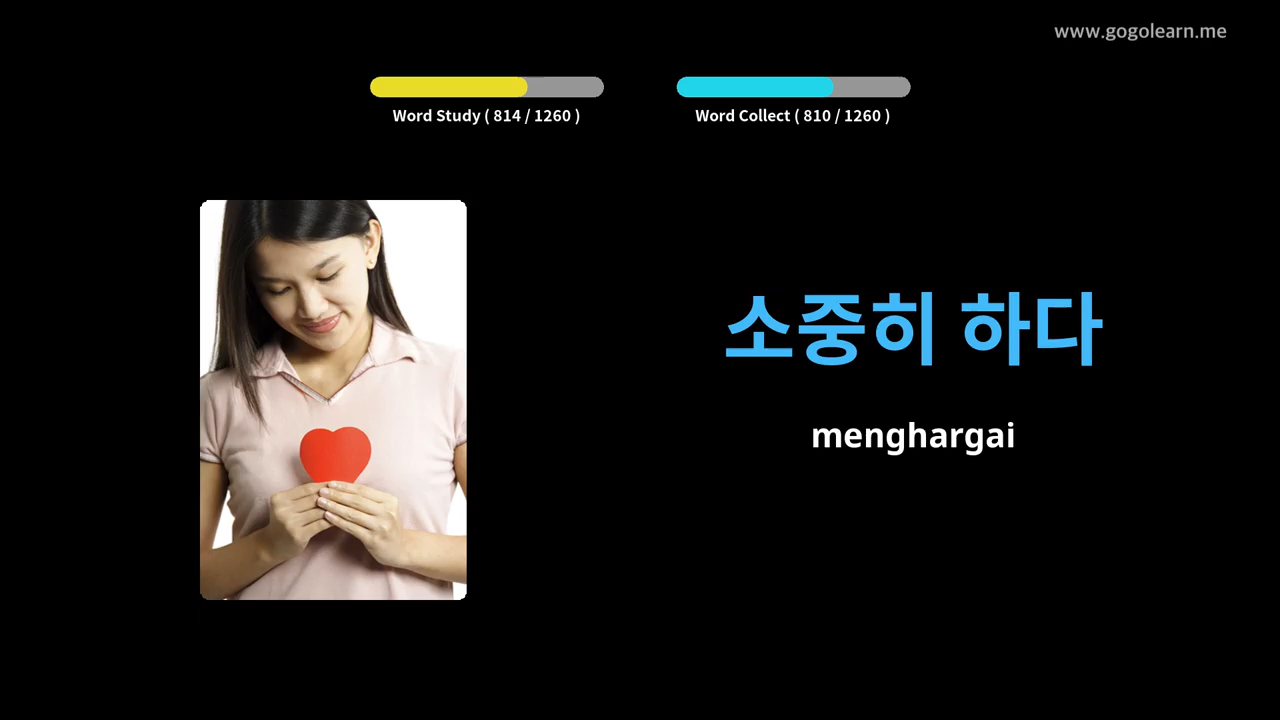 www.gogolearn.me
Word Study ( 814 / 1260 )
Word Collect ( 810 / 1260 )
소중히 하다
menghargai